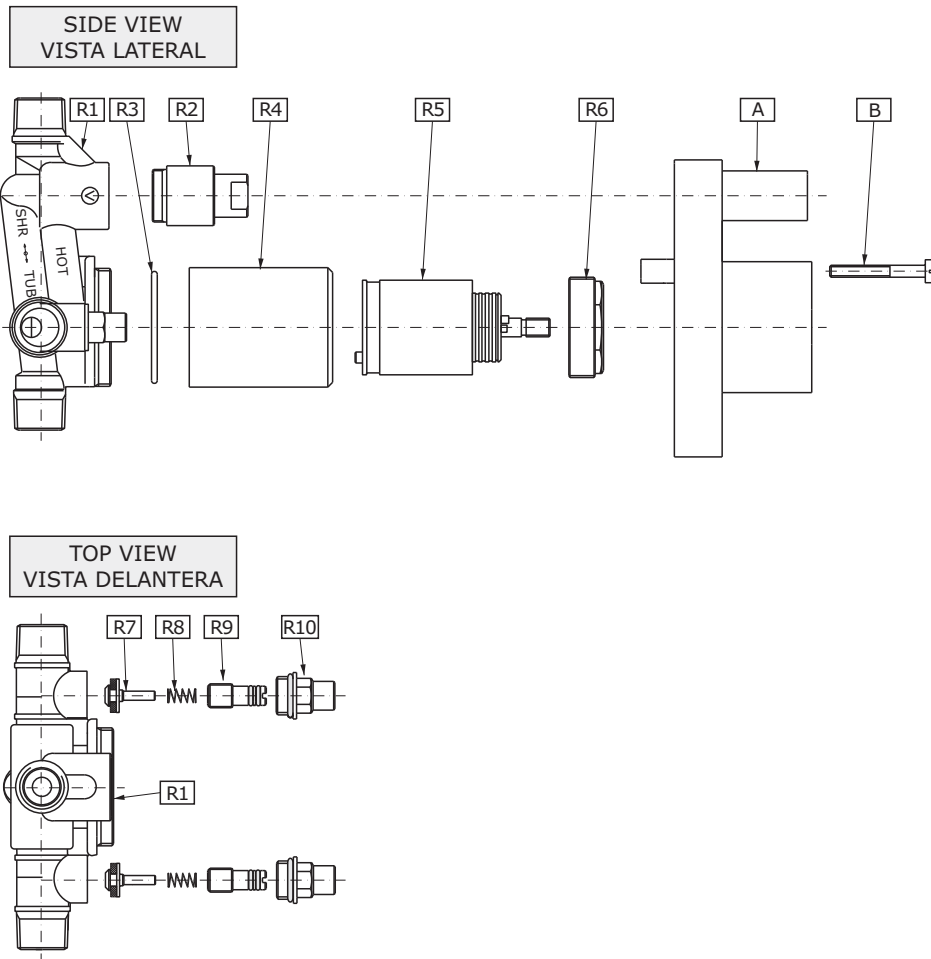 SIDE VIEW
VISTA LATERAL
R1
R3
R2
R4
R5
R6
A
B
V
SHR
TUB
HOT
TOP VIEW
VISTA DELANTERA
R7
R8
R9
R10
R1